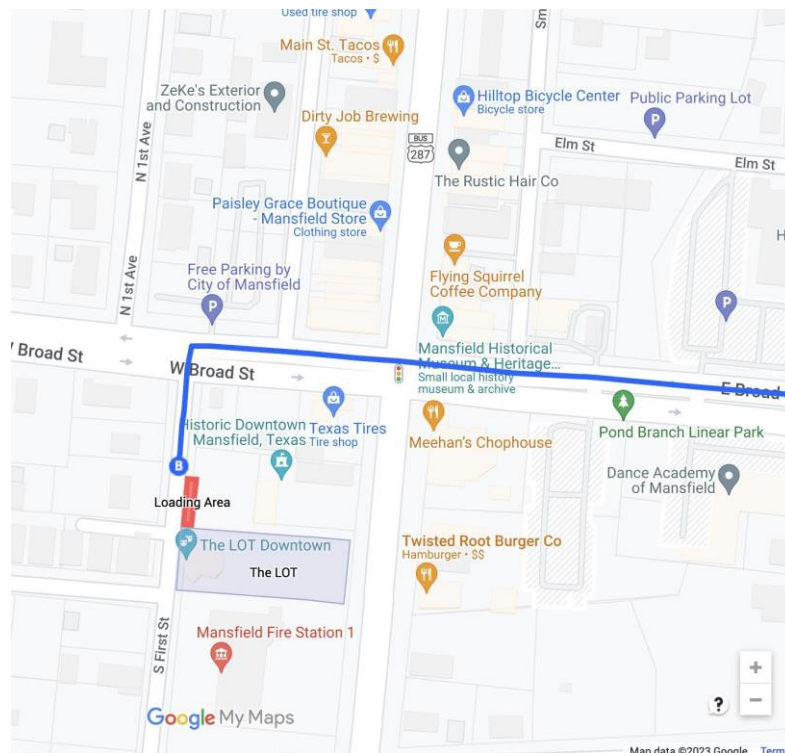 Used tire shop
Main St. Tacos
Tacos • $
ZeKe's Exterior
and Construction
Dirty Job Brewing
N 1st Ave
BUS
287
Hilltop Bicycle Center
Bicycle store
Public Parking Lot
P
Elm St
Elm St
The Rustic Hair Co
Paisley Grace Boutique
- Mansfield Store
Clothing store
Free Parking by
City of Mansfield
P
N 1st Ave
Flying Squirrel
Coffee Company
P
M
Mansfield Historical
Museum & Heritage...
Small local history
museum & archive
Broad St
W Broad St
E Broad
Texas Tires
Tire shop
Historic Downtown
Mansfield, Texas
Meehan's Chophouse
Pond Branch Linear Park
B
Dance Academy
of Mansfield
Loading Area
The LOT Downtown
The LOT
Twisted Root Burger Co
Hamburger • $$
S First St
Mansfield Fire Station 1
Google My Maps
+
−
?
Map data ©2023 Google
Term